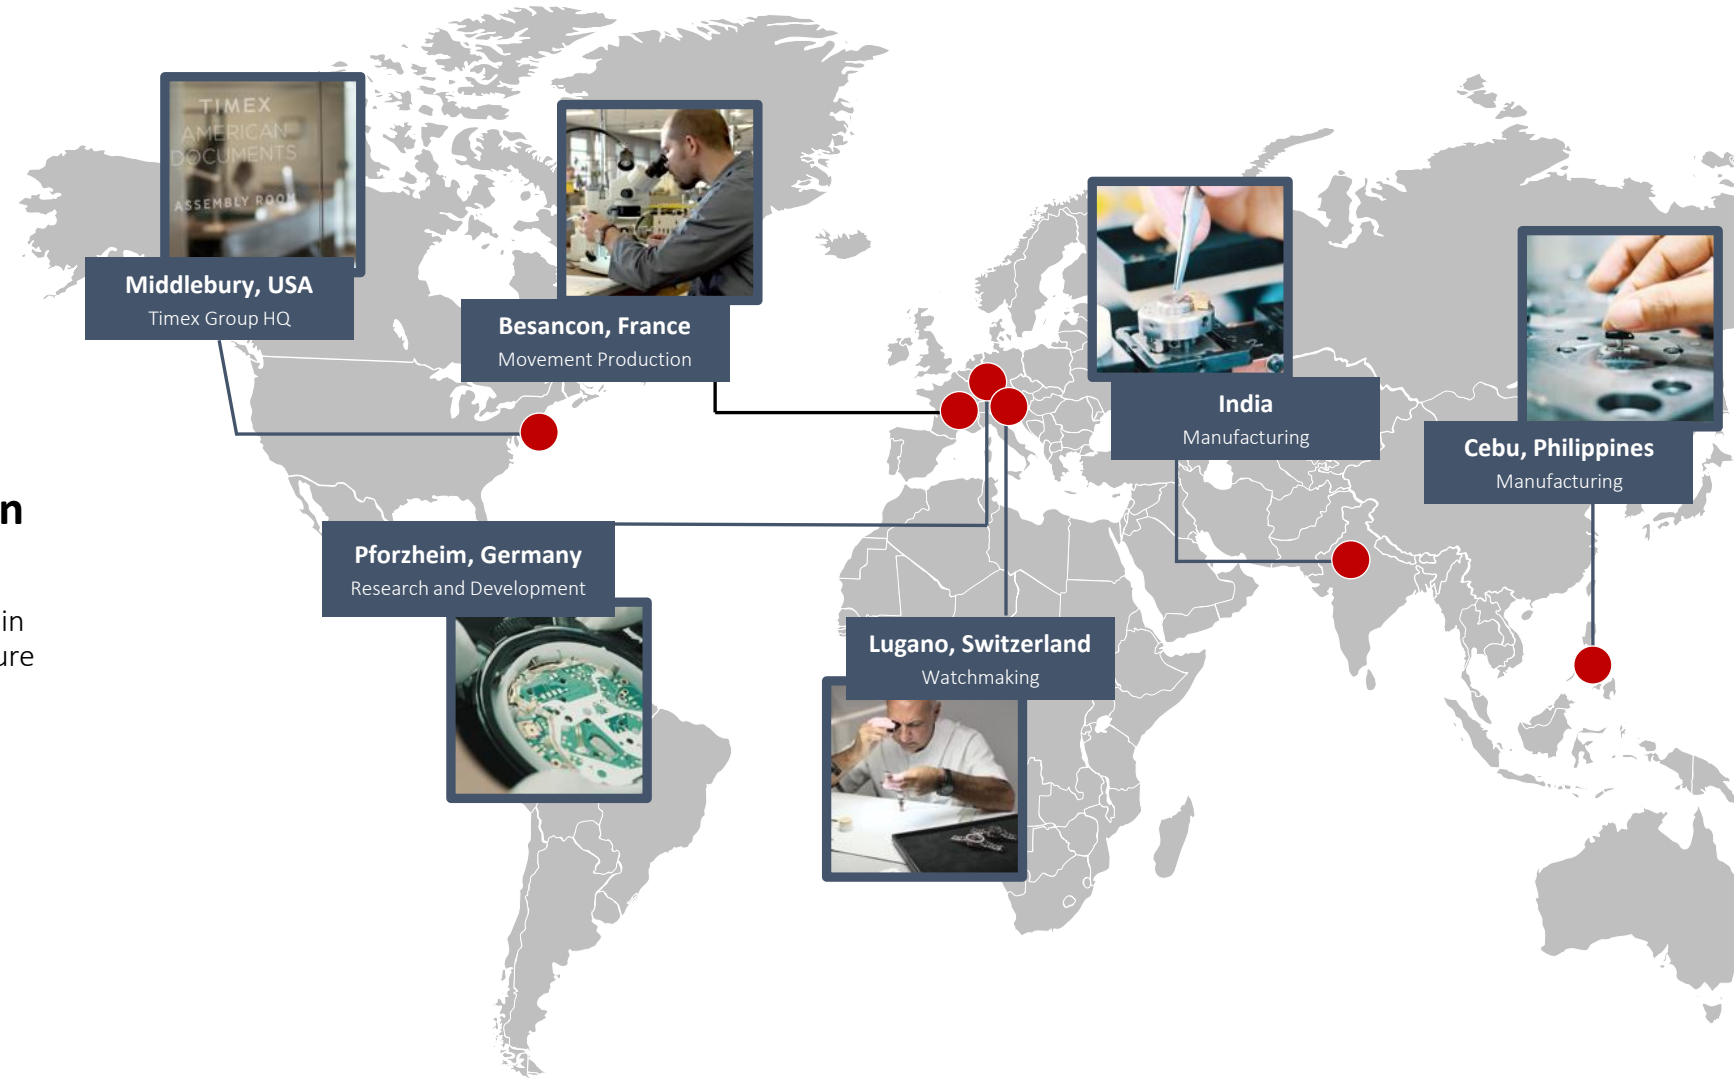 TIMEX
AMERICAN
DOCUMENTS
ASSEMBLY ROOM
Middlebury, USA
Timex Group HQ
Besancon, France
Movement Production
India
Manufacturing
Cebu, Philippines
Manufacturing
n
in
ure
Pforzheim, Germany
Research and Development
Lugano, Switzerland
Watchmaking